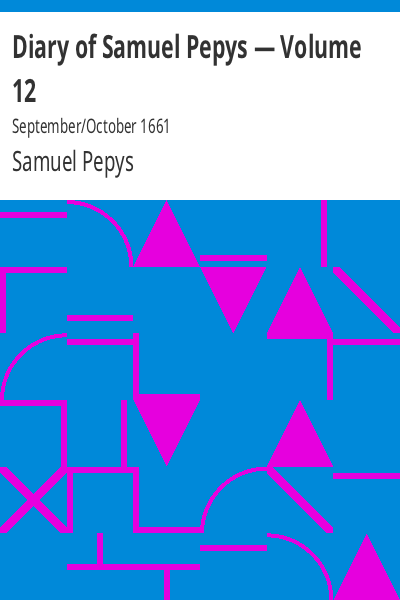 Diary of Samuel Pepys — Volume
12
September/October 1661
Samuel Pepys